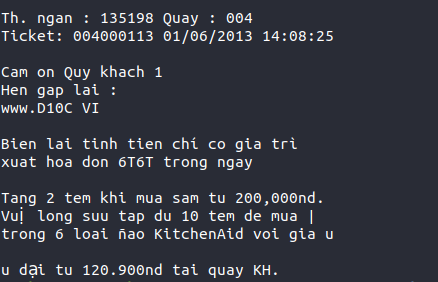 Th. ngan : 135198 Quay : 004
Ticket: 004000113 01/06/2013 14:08:25
Cam on Quy khach 1
Hen gap lai :
www.D10C VI
Bien lai tinh tien chí co gia trì
xuat hoa don 6T6T trong ngay
Tang 2 tem khi mua sam tu 200,000nd.
Vuị long suu tap du 10 tem de mua |
trong 6 loai ñao KitchenAid voi gia u
u dại tu 120.900nd tai quay KH.